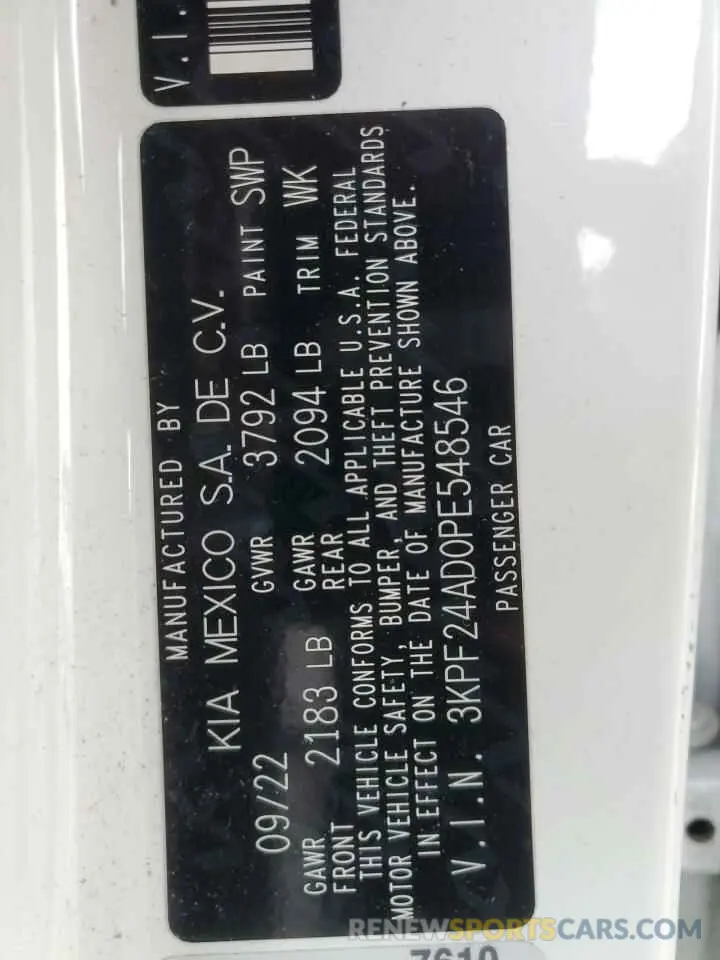 V.I.
MANUFACTURED BY
KIA MEXICO S.A. DE C.V.
09/22 GVWR 3792 LB PAINT SWP
GAWR FRONT 2183 LB GAWR REAR 2094 LB TRIM WK
THIS VEHICLE CONFORMS TO ALL APPLICABLE U.S.A. FEDERAL
MOTOR VEHICLE SAFETY, BUMPER, AND THEFT PREVENTION STANDARDS
IN EFFECT ON THE DATE OF MANUFACTURE SHOWN ABOVE.
V.I.N. 3KPF24AD0PE548546
PASSENGER CAR
7610
RENEWSPORTSCARS.COM